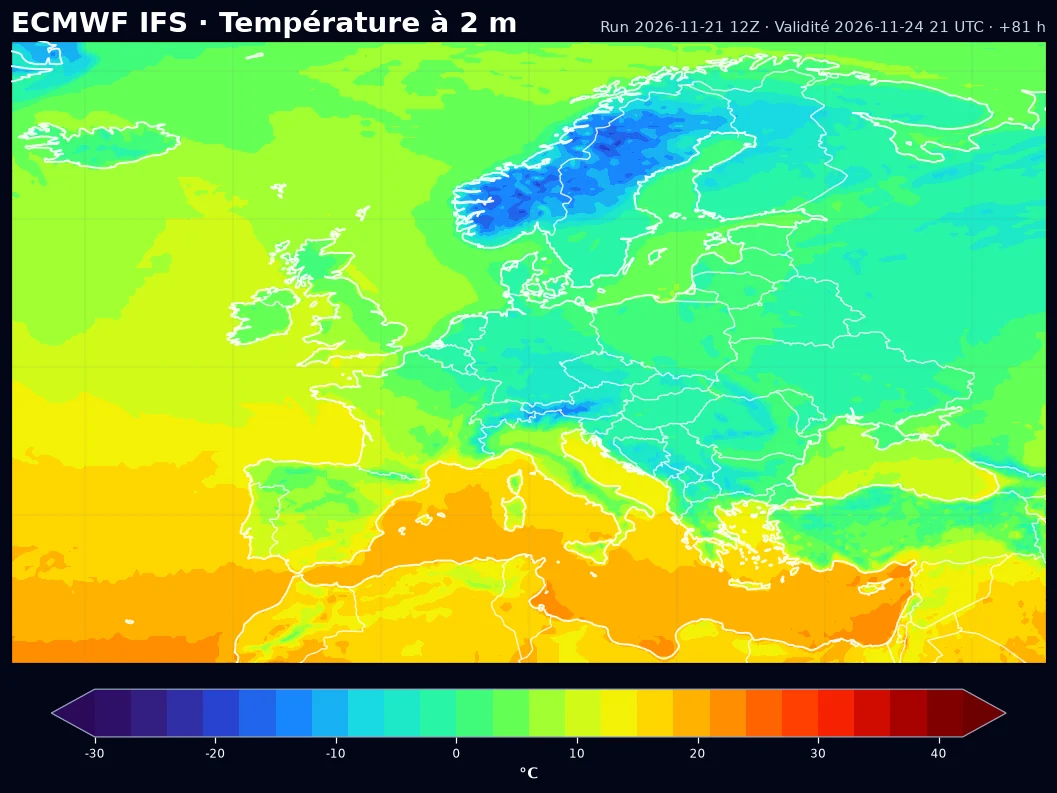 ECMWF IFS · Température à 2 m
Run 2026-11-21 12Z · Validité 2026-11-24 21 UTC · +81 h
-30 -20 -10 0 10 20 30 40
°C